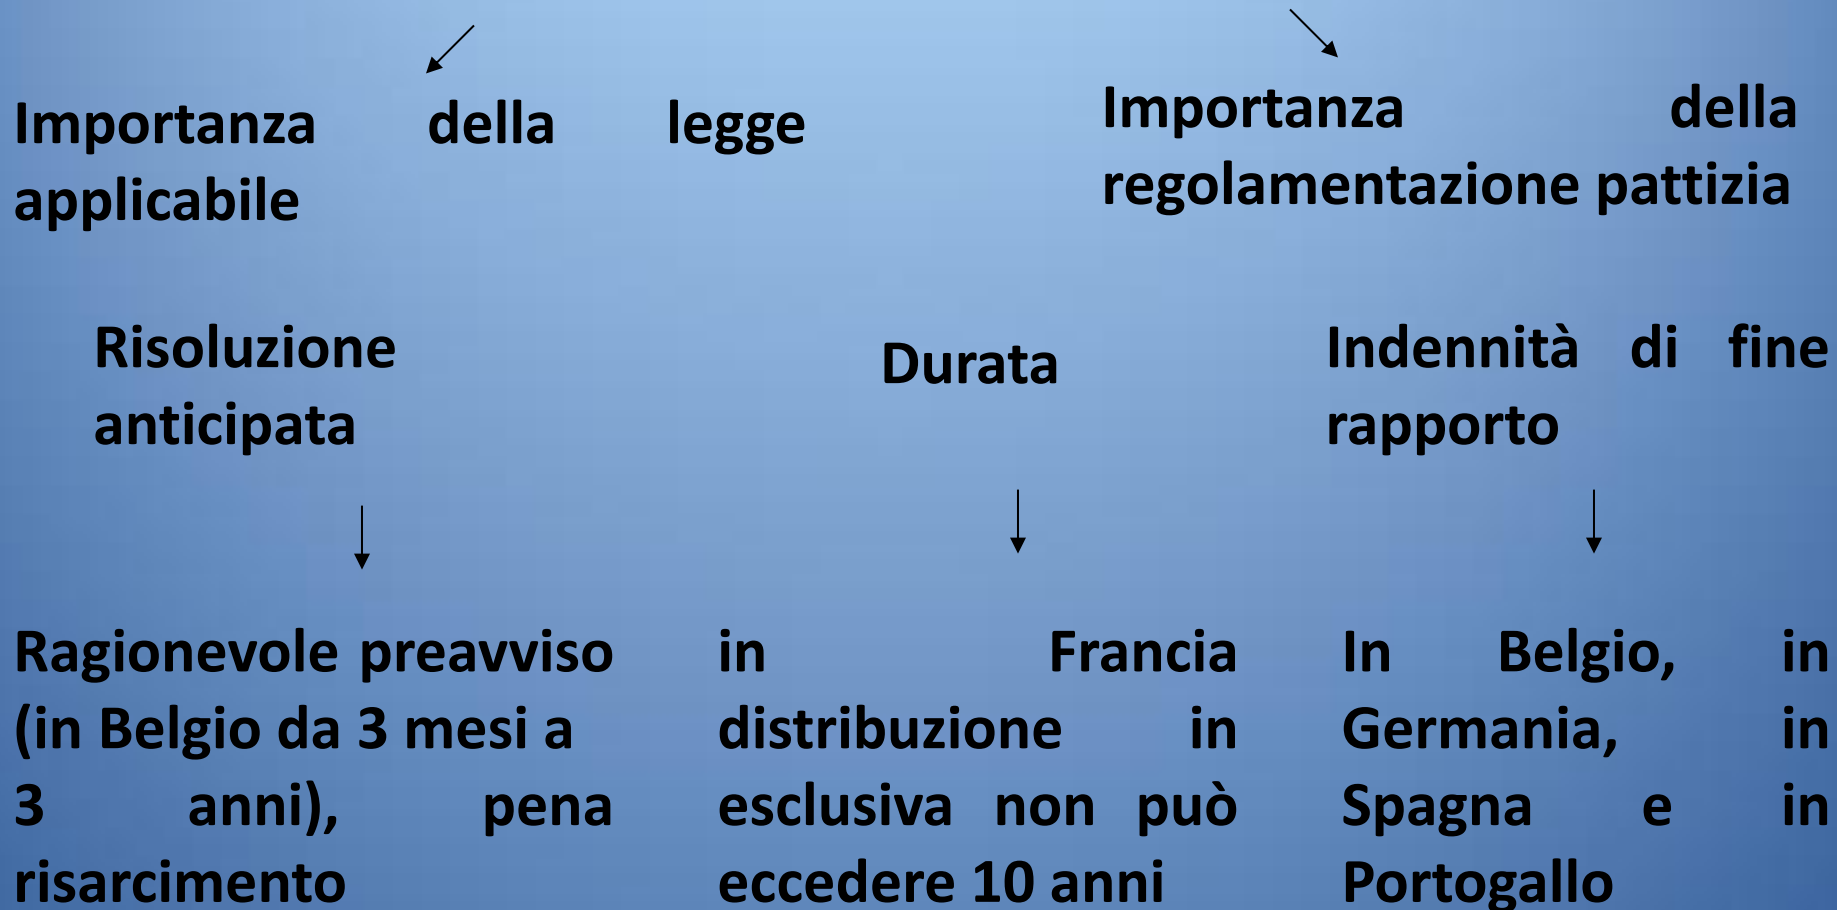 Importanza della legge
applicabile
Importanza della
regolamentazione pattizia
Risoluzione
anticipata
Durata
Indennità di fine
rapporto
Ragionevole preavviso
(in Belgio da 3 mesi a
3 anni), pena
risarcimento
in Francia
distribuzione in
esclusiva non può
eccedere 10 anni
In Belgio, in
Germania, in
Spagna e in
Portogallo